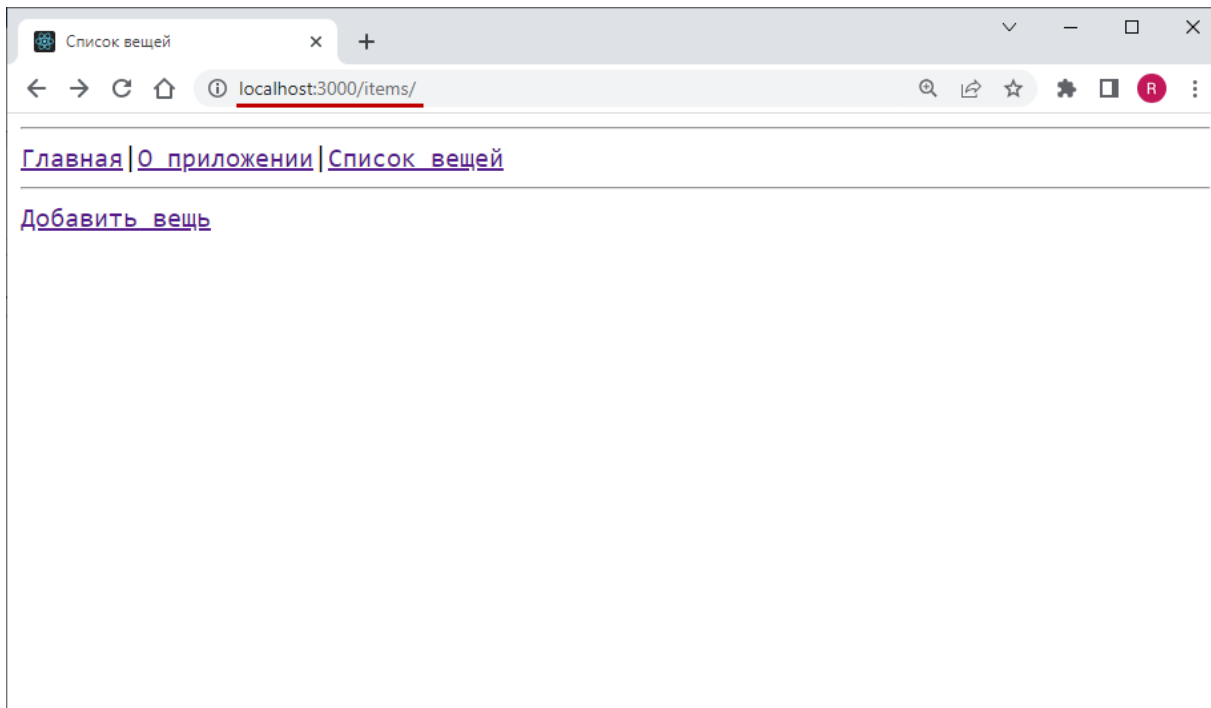 Список вещей
localhost:3000/items/
R
Главная|О приложении|Список вещей
Добавить вещь